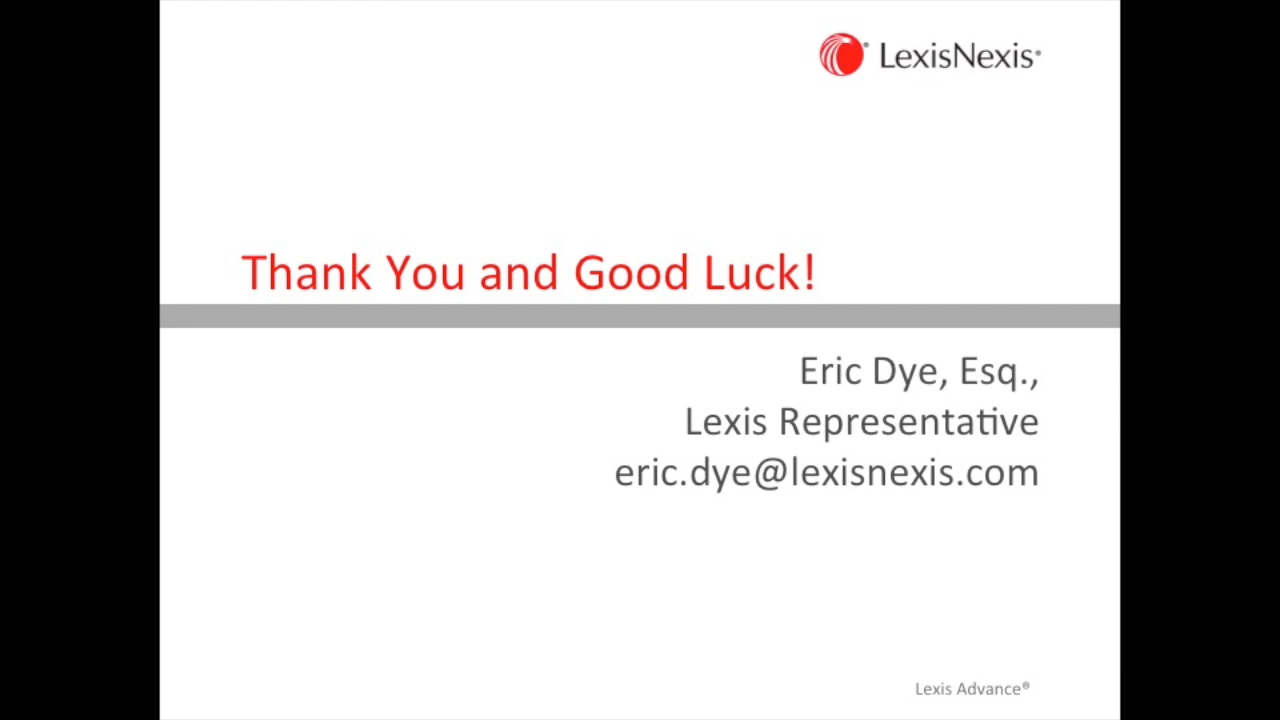 LexisNexis®
Thank You and Good Luck!
Eric Dye, Esq.,
Lexis Representative
eric.dye@lexisnexis.com
Lexis Advance®